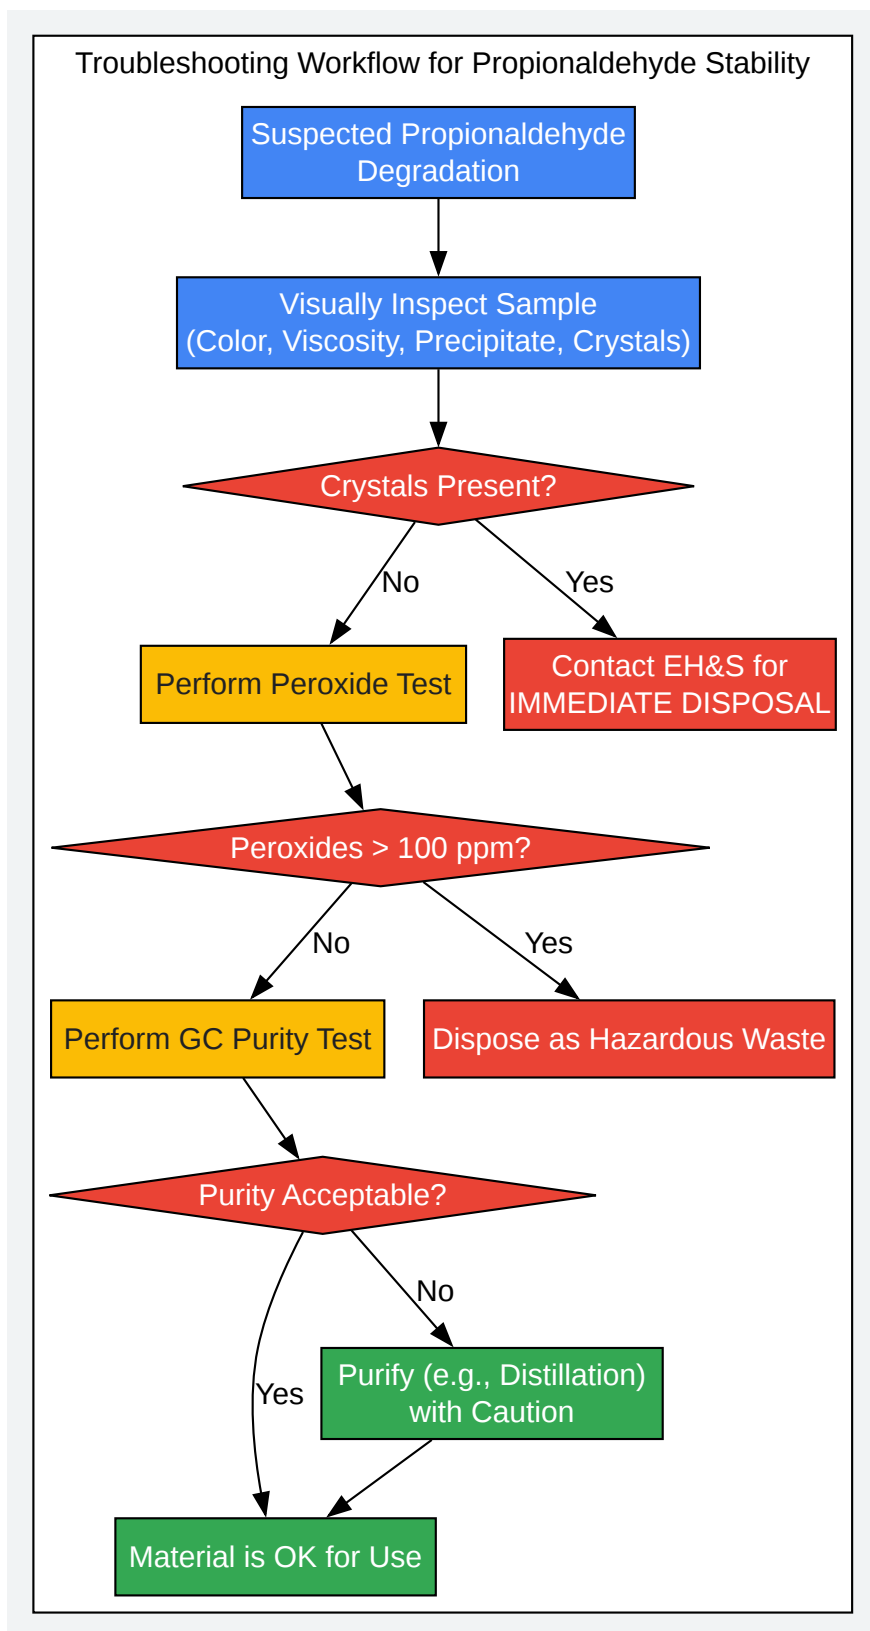 Troubleshooting Workflow for Propionaldehyde Stability
Suspected Propionaldehyde
Degradation
Visually Inspect Sample
(Color, Viscosity, Precipitate, Crystals)
Crystals Present?
No
Yes
Perform Peroxide Test
Contact EH&S for
IMMEDIATE DISPOSAL
Peroxides > 100 ppm?
No
Yes
Perform GC Purity Test
Dispose as Hazardous Waste
Purity Acceptable?
No
Purify (e.g., Distillation)
with Caution
Yes
Material is OK for Use